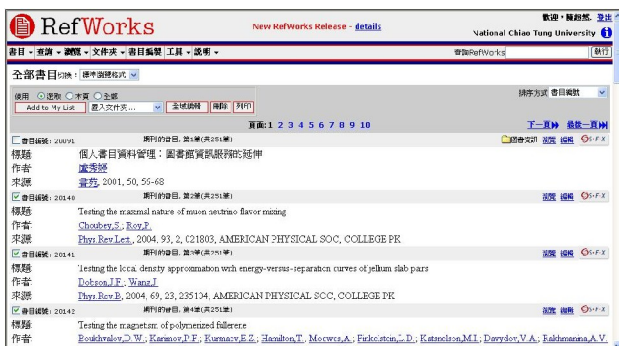 RefWorks
New RefWorks Release - details
歡迎, 陳超然. 登出
National Chiao Tung University
書目 查詢 瀏覽 文件夾 書目編製 工具 說明
查詢RefWorks 執行
全部書目 切換: 標準瀏覽格式
使用 選取 本頁 全部
排序方式 書目編號
Add to My List 置入文件夾... 全域編輯 刪除 列印
頁面:1 2 3 4 5 6 7 8 9 10
下一頁 最後一頁
書目編號: 20091 期刊的書目, 第1筆(共251筆) 瀏覽 編輯 S·F·X
標題 個人書目資料管理：圖書館資訊服務的延伸
作者 盧秀婷
來源 書苑, 2001, 50, 55-68
書目編號: 20140 期刊的書目, 第2筆(共251筆) 瀏覽 編輯 S·F·X
標題 Testing the maximal nature of muon neutrino flavor mixing
作者 Choubey,S.; Roy,P.
來源 Phys.Rev.Lett., 2004, 93, 2, 021803, AMERICAN PHYSICAL SOC, COLLEGE PK
書目編號: 20141 期刊的書目, 第3筆(共251筆) 瀏覽 編輯 S·F·X
標題 Testing the local density approximation with energy-versus-separation curves of jellium slab pairs
作者 Dobson,J.F.; Wang,J.
來源 Phys.Rev.B, 2004, 69, 23, 235104, AMERICAN PHYSICAL SOC, COLLEGE PK
書目編號: 20142 期刊的書目, 第4筆(共251筆) 瀏覽 編輯 S·F·X
標題 Testing the magnetism of polymerized fullerene
作者 Boukhvalov,D.W.; Karimov,P.F.; Kurmaev,E.Z.; Hamilton,T.; Moewes,A.; Finkelstein,L.D.; Katsnelson,M.I.; Davydov,V.A.; Rakhmanina,A.V.